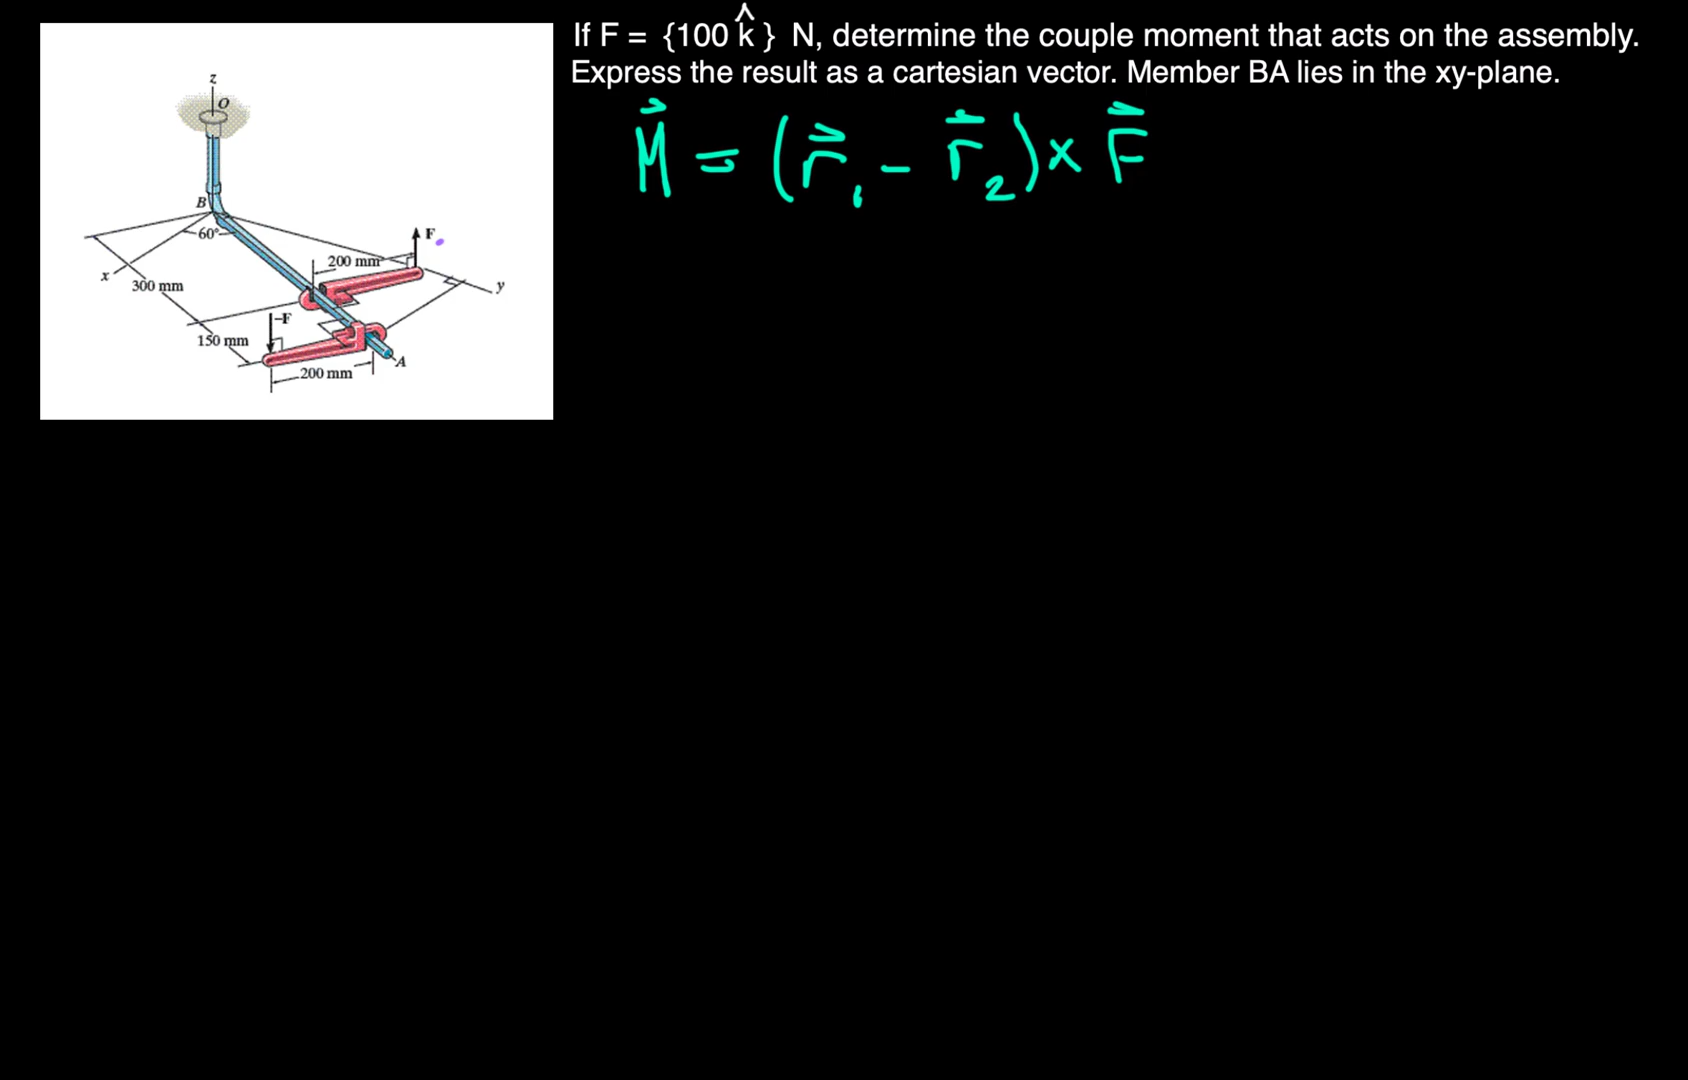 If F = {100 k̂ } N, determine the couple moment that acts on the assembly.
Express the result as a cartesian vector. Member BA lies in the xy-plane.
M⃗ = (r⃗₁ - r⃗₂) × F⃗
z
O
B
60°
F
200 mm
x
300 mm
y
-F
150 mm
A
200 mm